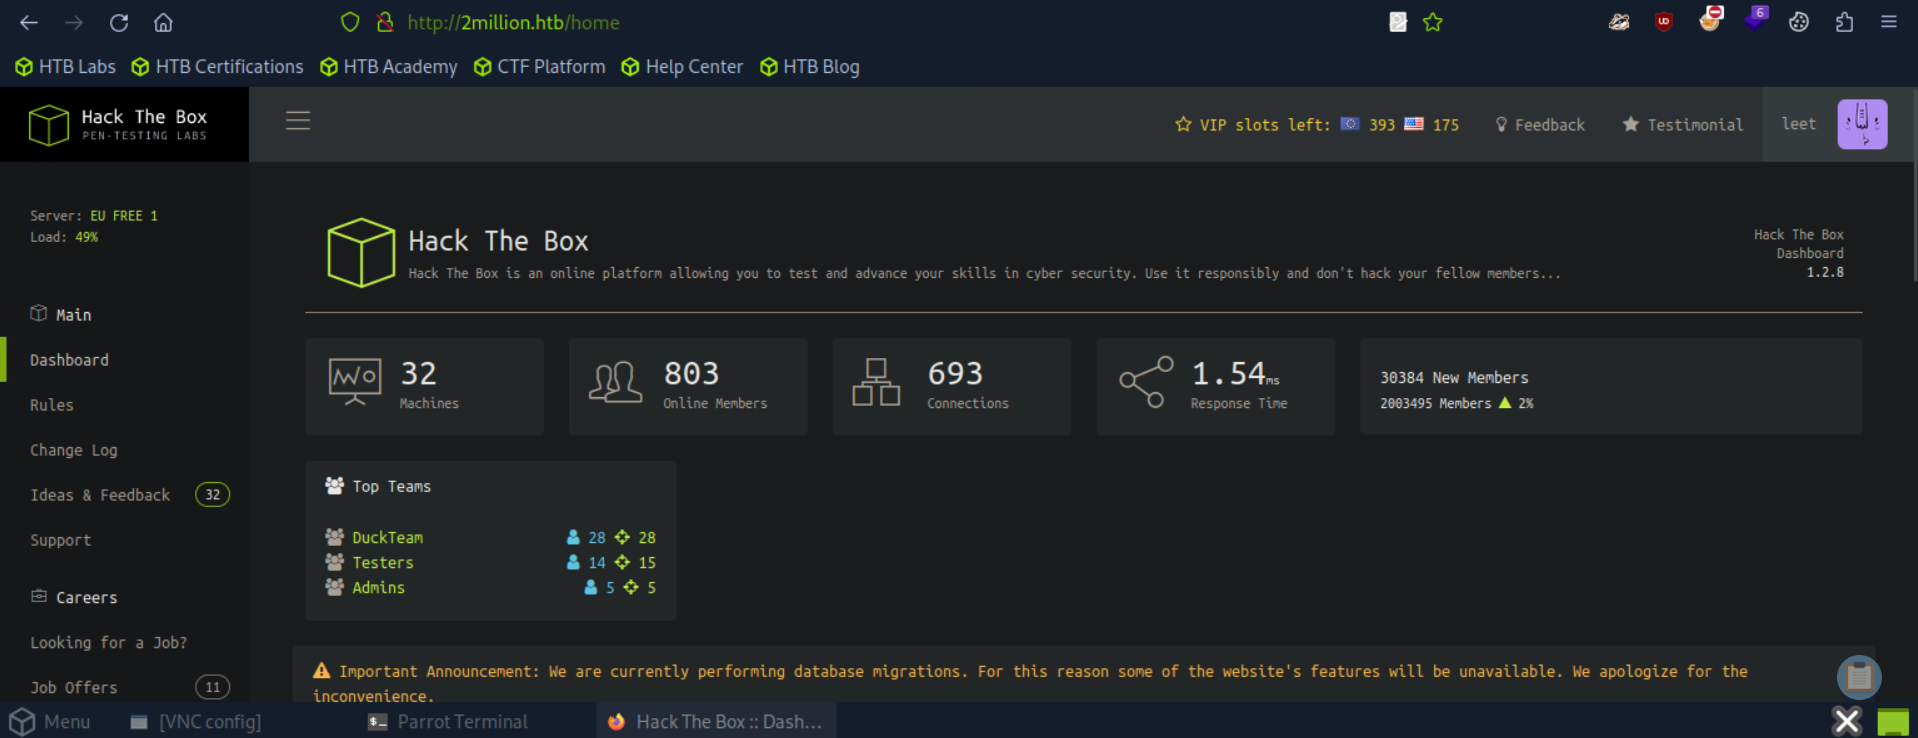 http://2million.htb/home
6
HTB Labs HTB Certifications HTB Academy CTF Platform Help Center HTB Blog
Hack The Box
PEN-TESTING LABS
VIP slots left: 393 175 Feedback Testimonial leet
Server: EU FREE 1
Load: 49%
Main
Dashboard
Rules
Change Log
Ideas & Feedback 32
Support
Careers
Looking for a Job?
Job Offers 11
Hack The Box
Hack The Box is an online platform allowing you to test and advance your skills in cyber security. Use it responsibly and don't hack your fellow members...
Hack The Box
Dashboard
1.2.8
32
Machines
803
Online Members
693
Connections
1.54ms
Response Time
30384 New Members
2003495 Members 2%
Top Teams
DuckTeam 28 28
Testers 14 15
Admins 5 5
Important Announcement: We are currently performing database migrations. For this reason some of the website's features will be unavailable. We apologize for the
inconvenience.
Menu [VNC config] Parrot Terminal Hack The Box :: Dash...